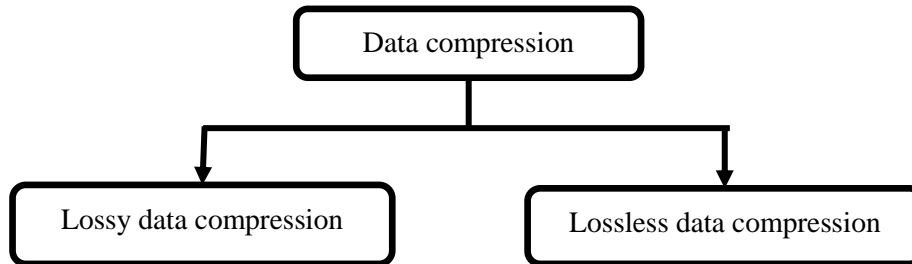 Data compression
Lossy data compression
Lossless data compression